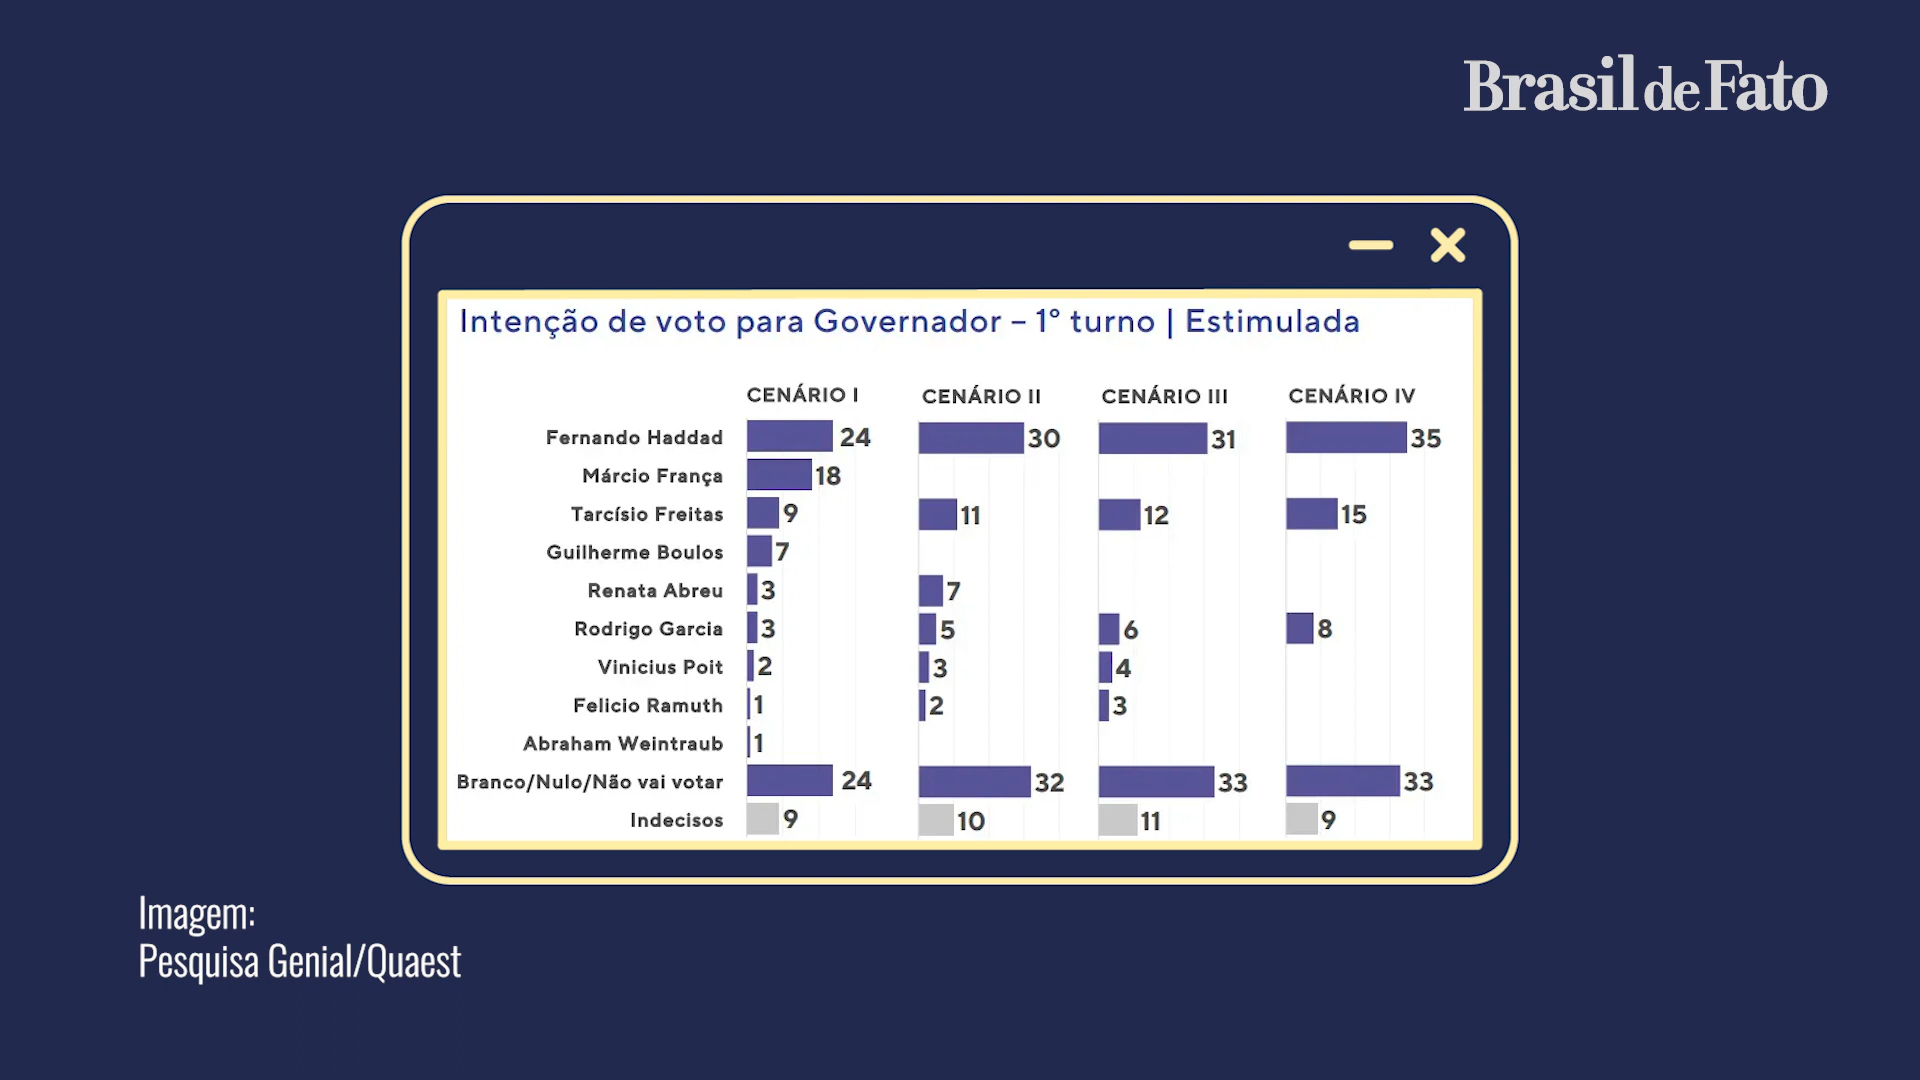 Brasil de Fato
Intenção de voto para Governador – 1° turno | Estimulada
CENÁRIO I CENÁRIO II CENÁRIO III CENÁRIO IV
Fernando Haddad 24 30 31 35
Márcio França 18
Tarcísio Freitas 9 11 12 15
Guilherme Boulos 7
Renata Abreu 3 7
Rodrigo Garcia 3 5 6 8
Vinicius Poit 2 3 4
Felicio Ramuth 1 2 3
Abraham Weintraub 1
Branco/Nulo/Não vai votar 24 32 33 33
Indecisos 9 10 11 9
Imagem:
Pesquisa Genial/Quaest